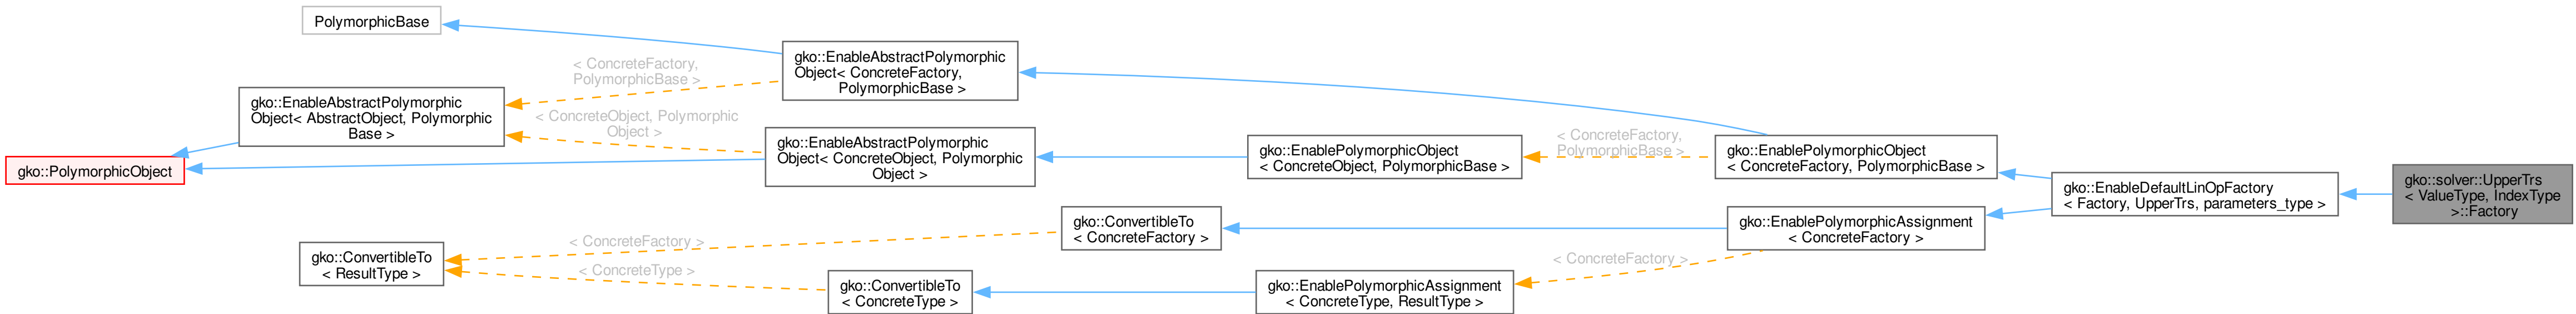 PolymorphicBase
gko::EnableAbstractPolymorphic
Object< ConcreteFactory,
PolymorphicBase >
< ConcreteFactory,
PolymorphicBase >
gko::EnableAbstractPolymorphic
Object< AbstractObject, Polymorphic
Base >
< ConcreteObject, Polymorphic
Object >
gko::PolymorphicObject
gko::EnableAbstractPolymorphic
Object< ConcreteObject, Polymorphic
Object >
gko::EnablePolymorphicObject
< ConcreteObject, PolymorphicBase >
< ConcreteFactory,
PolymorphicBase >
gko::EnablePolymorphicObject
< ConcreteFactory, PolymorphicBase >
gko::EnableDefaultLinOpFactory
< Factory, UpperTrs, parameters_type >
gko::solver::UpperTrs
< ValueType, IndexType
>::Factory
gko::ConvertibleTo
< ConcreteFactory >
gko::EnablePolymorphicAssignment
< ConcreteFactory >
< ConcreteFactory >
gko::ConvertibleTo
< ResultType >
< ConcreteType >
gko::ConvertibleTo
< ConcreteType >
gko::EnablePolymorphicAssignment
< ConcreteType, ResultType >
< ConcreteFactory >